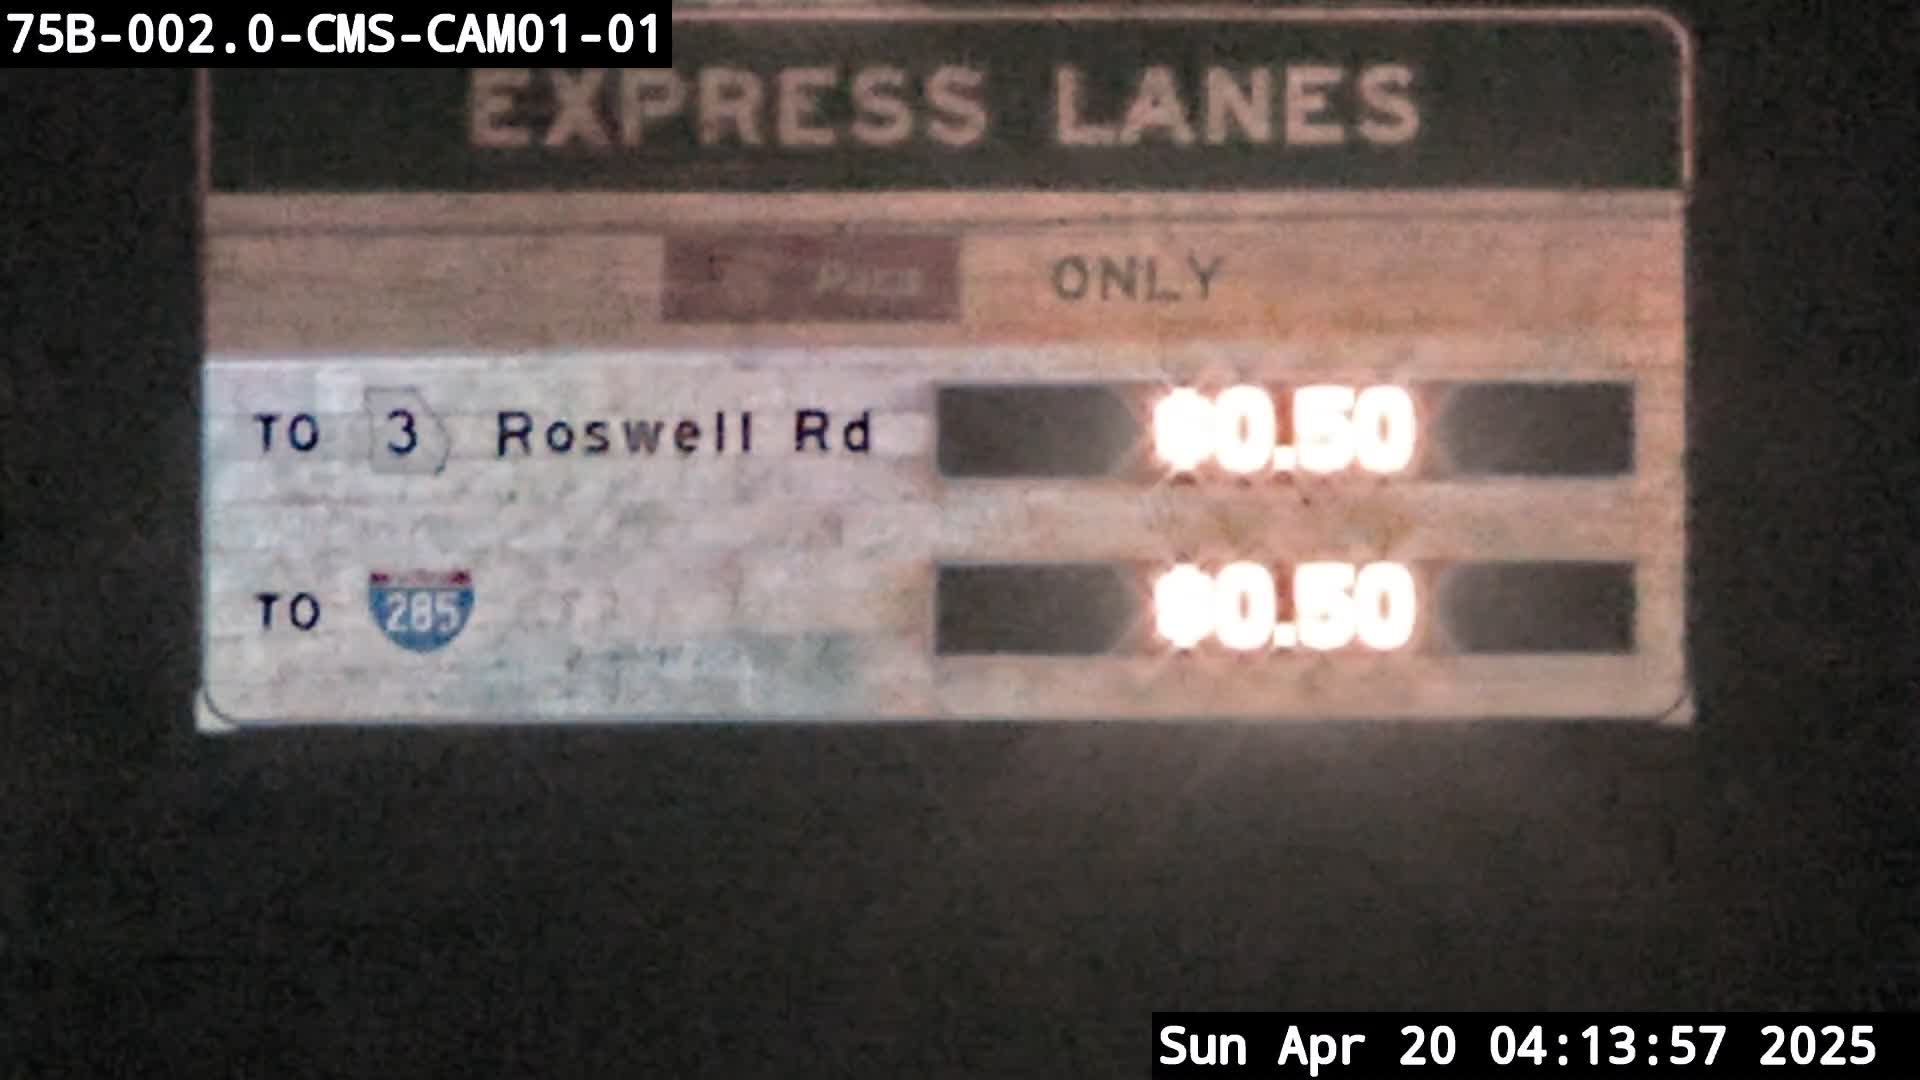 75B-002.0-CMS-CAM01-01
EXPRESS LANES
Pass ONLY
TO 3 Roswell Rd $0.50
TO 285 $0.50
Sun Apr 20 04:13:57 2025